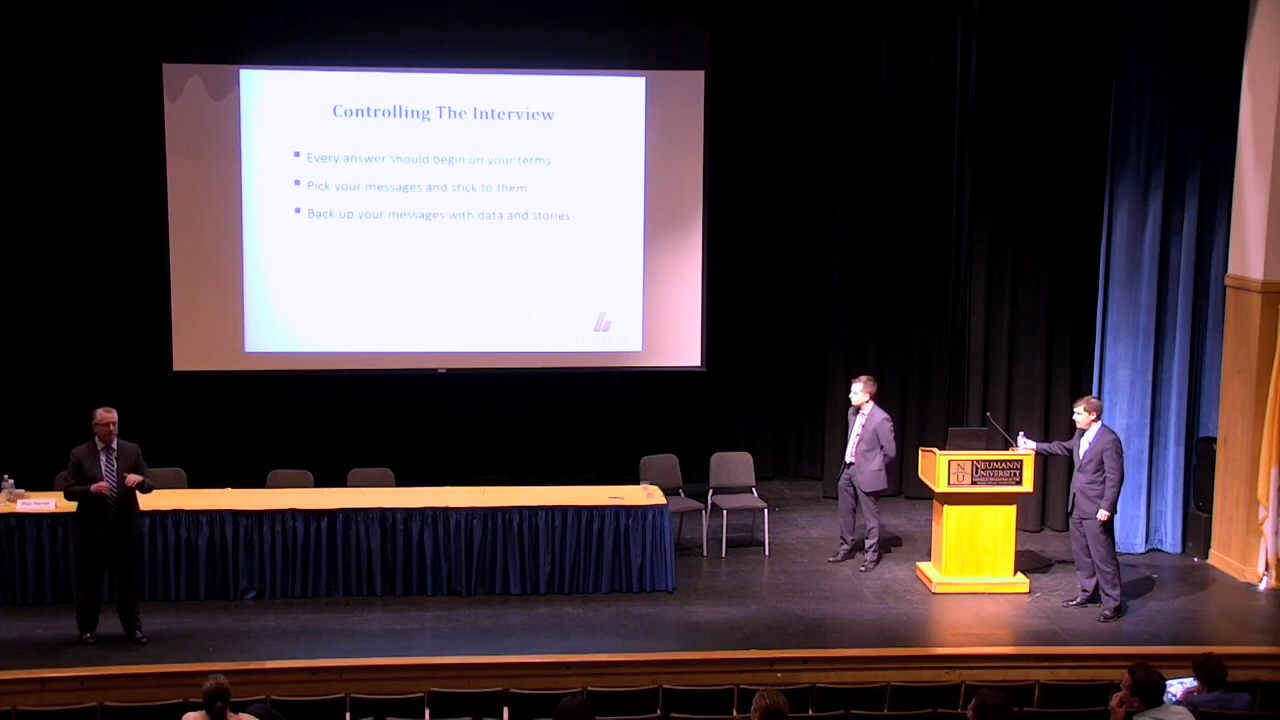 Controlling The Interview
Every answer should begin on your terms
Pick your messages and stick to them
Back up your messages with data and stories
N
U
NEUMANN
UNIVERSITY